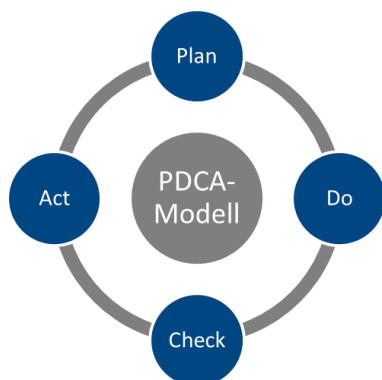 Plan
Act
PDCA-
Modell
Do
Check